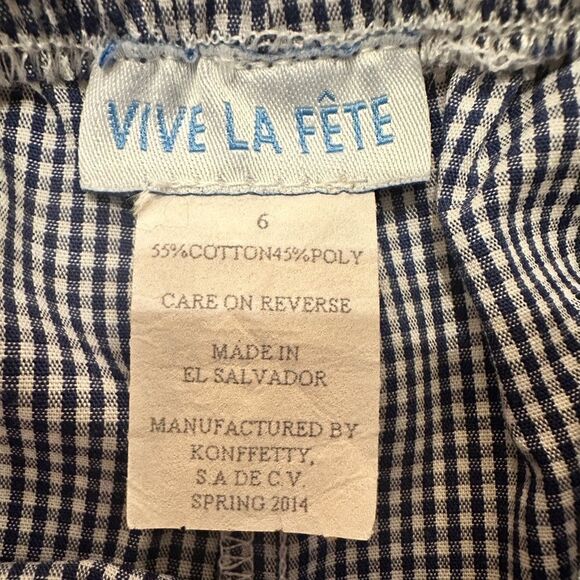 VIVE LA FÊTE
6
55%COTTON45%POLY
CARE ON REVERSE
MADE IN
EL SALVADOR
MANUFACTURED BY
KONFFETTY,
S.A DE C.V.
SPRING 2014